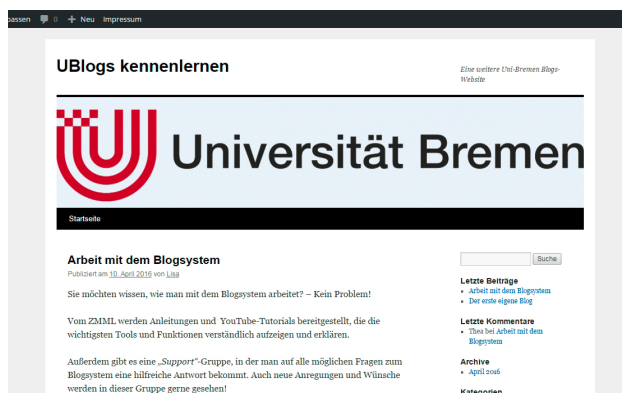 passen 0 + Neu Impressum
UBlogs kennenlernen
Eine weitere Uni-Bremen Blogs-
Website
Universität Bremen
Startseite
Arbeit mit dem Blogsystem
Publiziert am 10. April 2016 von Lisa
Sie möchten wissen, wie man mit dem Blogsystem arbeitet? – Kein Problem!
Vom ZMML werden Anleitungen und YouTube-Tutorials bereitgestellt, die die
wichtigsten Tools und Funktionen verständlich aufzeigen und erklären.
Außerdem gibt es eine „Support“-Gruppe, in der man auf alle möglichen Fragen zum
Blogsystem eine hilfreiche Antwort bekommt. Auch neue Anregungen und Wünsche
werden in dieser Gruppe gerne gesehen!
Suche
Letzte Beiträge
Arbeit mit dem Blogsystem
Der erste eigene Blog
Letzte Kommentare
Thea bei Arbeit mit dem
Blogsystem
Archive
April 2016
Kategorien